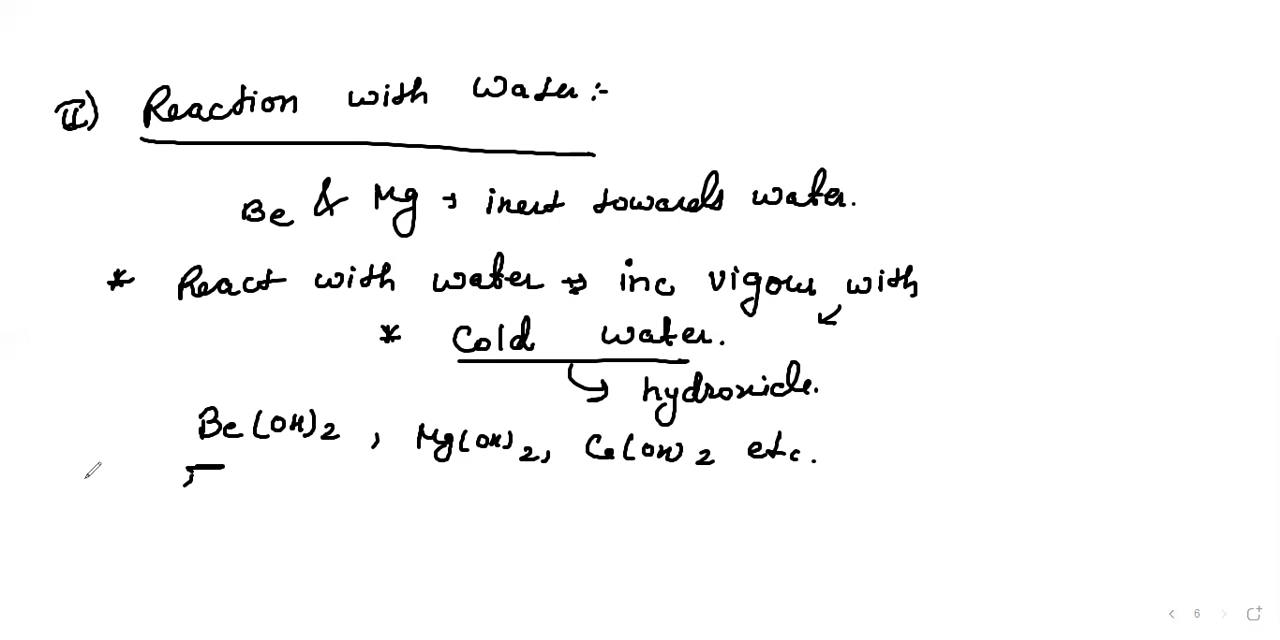 II) Reaction with Water :-
Be & Mg → inert towards water.
* React with water → inc vigour with
* Cold water.
↳ hydroxide.
Be(OH)2 , Mg(OH)2, Ca(OH)2 etc.
6